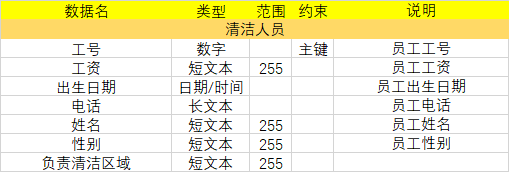 数据名 类型 范围 约束 说明
清洁人员
工号 数字 主键 员工工号
工资 短文本 255 员工工资
出生日期 日期/时间 员工出生日期
电话 长文本 员工电话
姓名 短文本 255 员工姓名
性别 短文本 255 员工性别
负责清洁区域 短文本 255